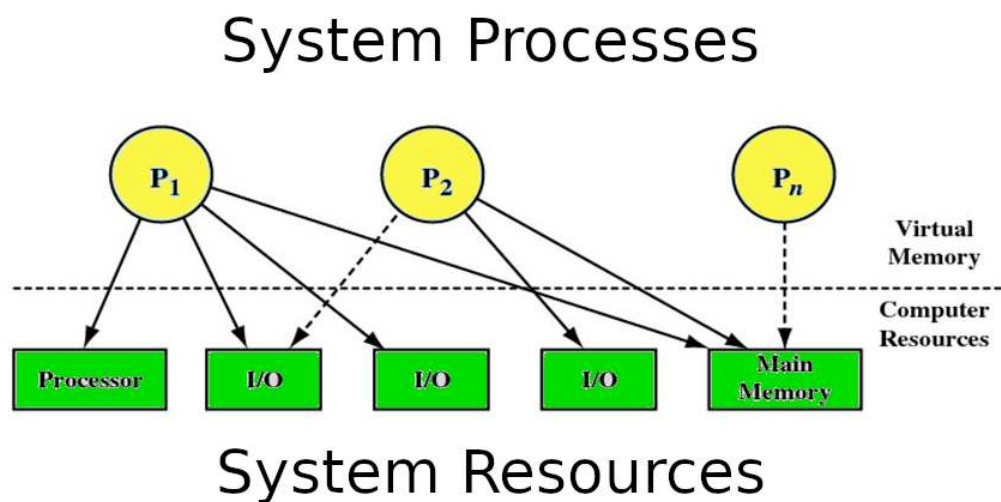 System Processes
P1
P2
Pn
Virtual
Memory
Computer
Resources
Processor
I/O
I/O
I/O
Main
Memory
System Resources